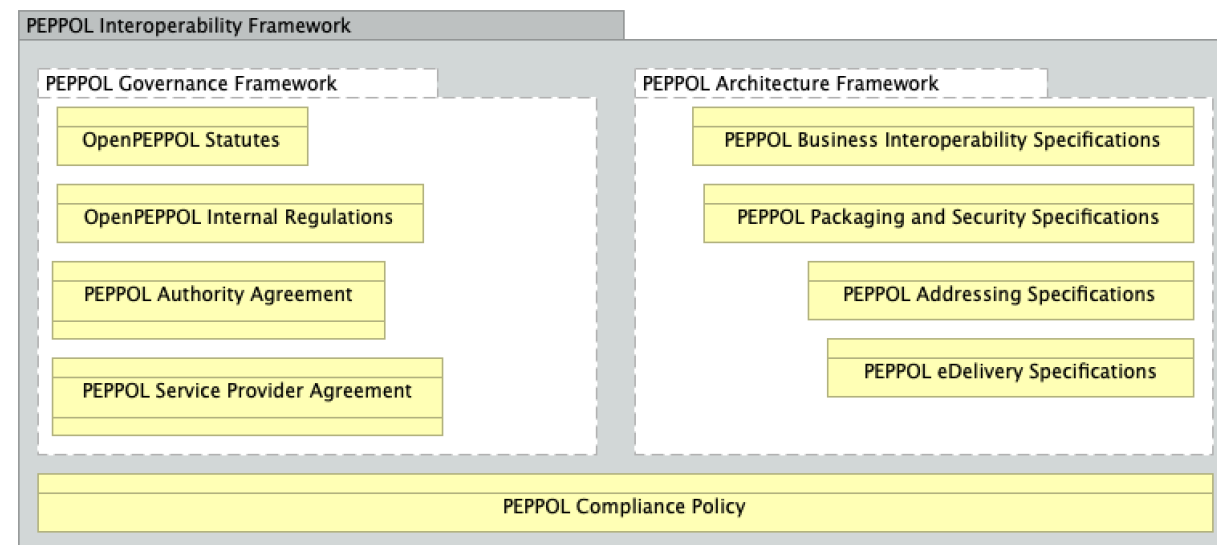 PEPPOL Interoperability Framework
PEPPOL Governance Framework
OpenPEPPOL Statutes
OpenPEPPOL Internal Regulations
PEPPOL Authority Agreement
PEPPOL Service Provider Agreement
PEPPOL Architecture Framework
PEPPOL Business Interoperability Specifications
PEPPOL Packaging and Security Specifications
PEPPOL Addressing Specifications
PEPPOL eDelivery Specifications
PEPPOL Compliance Policy